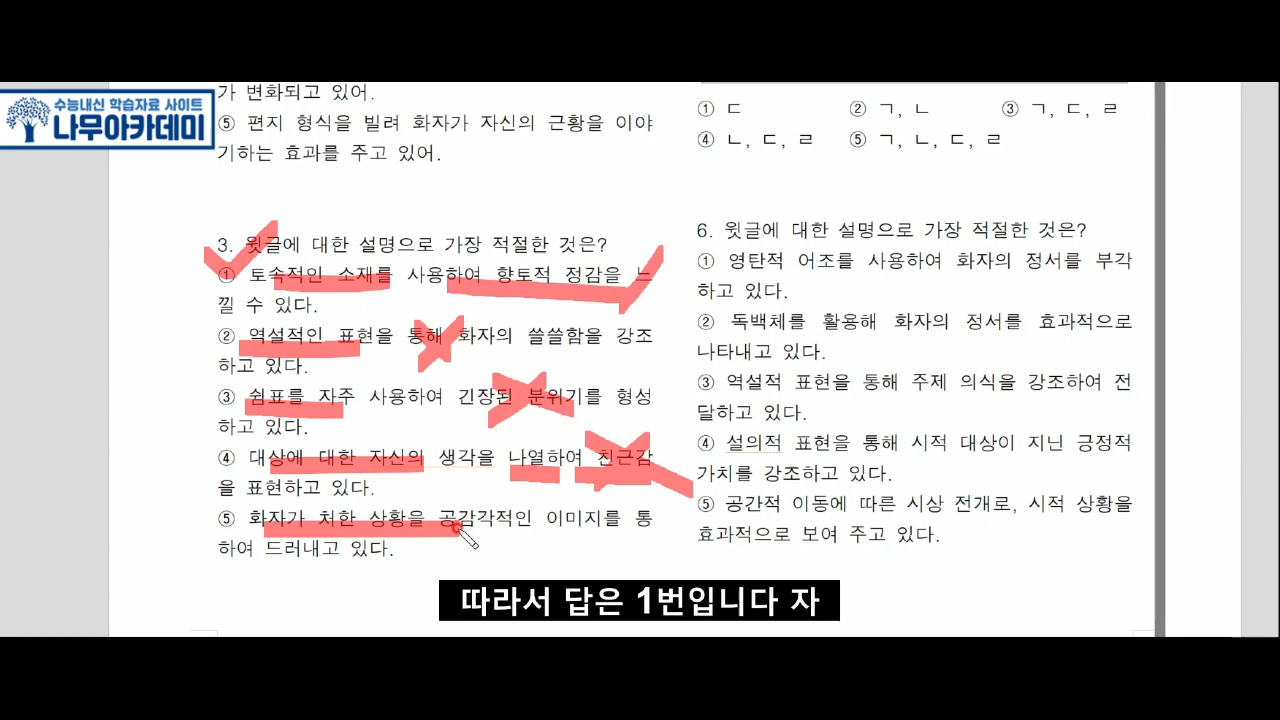 수능내신 학습자료 사이트
나무아카데미
가 변화되고 있어.
⑤ 편지 형식을 빌려 화자가 자신의 근황을 이야
기하는 효과를 주고 있어.
3. 윗글에 대한 설명으로 가장 적절한 것은?
① 토속적인 소재를 사용하여 향토적 정감을 느
낄 수 있다.
② 역설적인 표현을 통해 화자의 쓸쓸함을 강조
하고 있다.
③ 쉼표를 자주 사용하여 긴장된 분위기를 형성
하고 있다.
④ 대상에 대한 자신의 생각을 나열하여 친근감
을 표현하고 있다.
⑤ 화자가 처한 상황을 공감각적인 이미지를 통
하여 드러내고 있다.
① ㄷ ② ㄱ, ㄴ ③ ㄱ, ㄷ, ㄹ
④ ㄴ, ㄷ, ㄹ ⑤ ㄱ, ㄴ, ㄷ, ㄹ
6. 윗글에 대한 설명으로 가장 적절한 것은?
① 영탄적 어조를 사용하여 화자의 정서를 부각
하고 있다.
② 독백체를 활용해 화자의 정서를 효과적으로
나타내고 있다.
③ 역설적 표현을 통해 주제 의식을 강조하여 전
달하고 있다.
④ 설의적 표현을 통해 시적 대상이 지닌 긍정적
가치를 강조하고 있다.
⑤ 공간적 이동에 따른 시상 전개로, 시적 상황을
효과적으로 보여 주고 있다.
따라서 답은 1번입니다 자